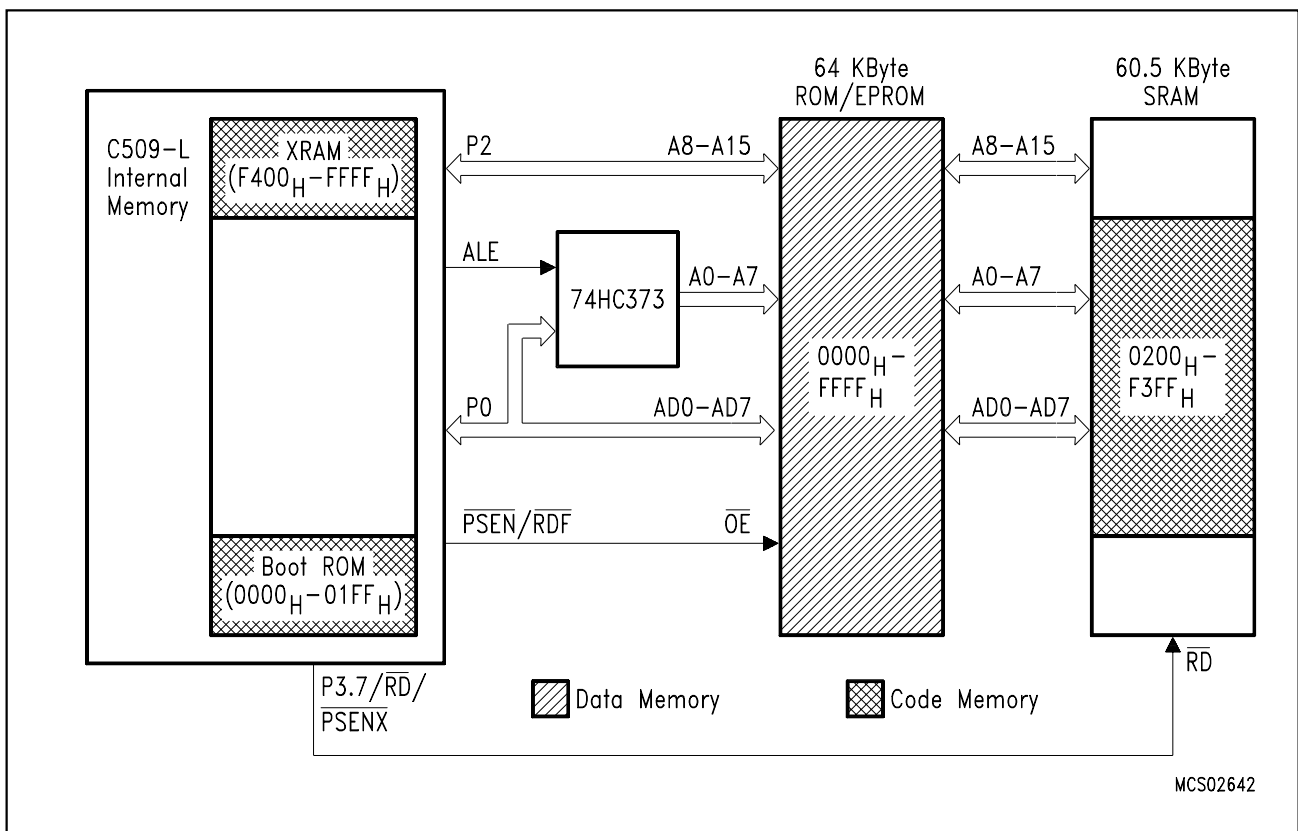 64 KByte
ROM/EPROM
60.5 KByte
SRAM
C509-L
Internal
Memory
XRAM
(F400H-FFFFH)
P2
A8-A15
A8-A15
ALE
74HC373
A0-A7
A0-A7
0000H-
FFFFH
0200H-
F3FFH
P0
AD0-AD7
AD0-AD7
PSEN/RDF
OE
Boot ROM
(0000H-01FFH)
P3.7/RD/
PSENX
RD
Data Memory
Code Memory
MCS02642